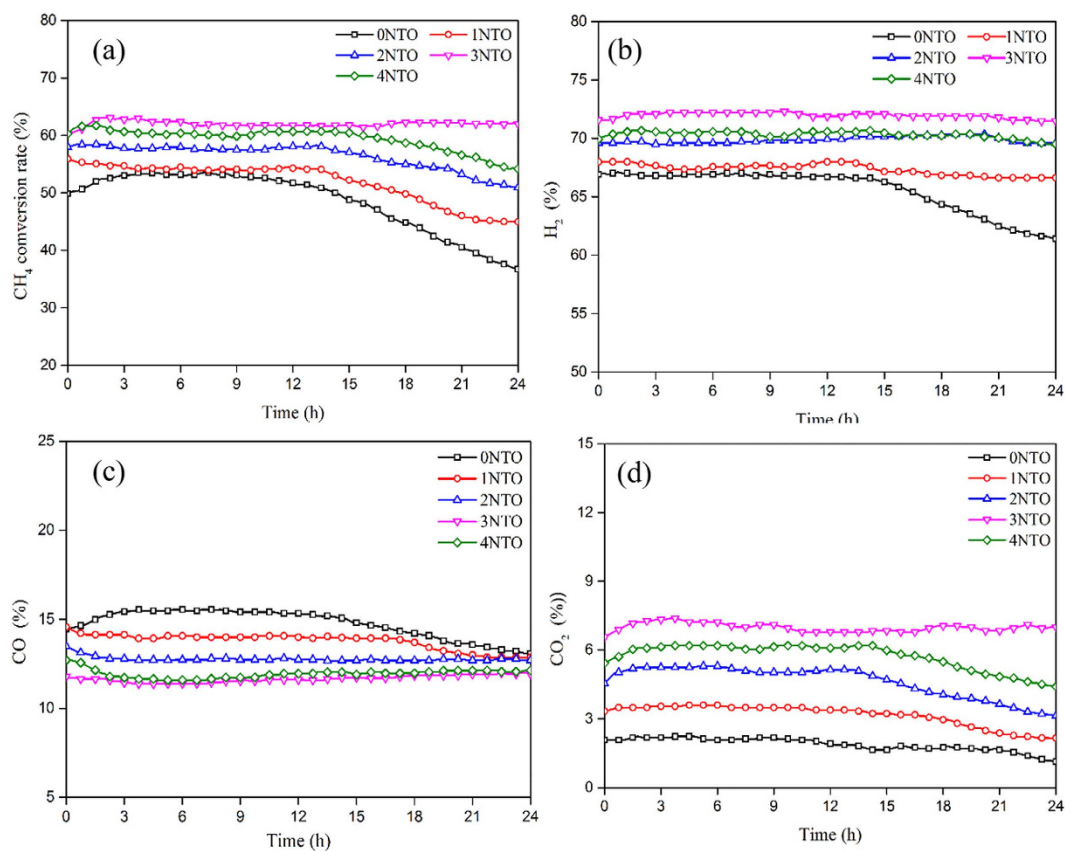 (a)
0NTO 1NTO
2NTO 3NTO
4NTO
CH4 comversion rate (%)
80
70
60
50
40
30
20
0 3 6 9 12 15 18 21 24
Time (h)
(b)
0NTO 1NTO
2NTO 3NTO
4NTO
H2 (%)
80
75
70
65
60
55
50
0 3 6 9 12 15 18 21 24
Time (h)
(c)
0NTO
1NTO
2NTO
3NTO
4NTO
CO (%)
25
20
15
10
5
0 3 6 9 12 15 18 21 24
Time (h)
(d)
0NTO
1NTO
2NTO
3NTO
4NTO
CO2 (%))
15
12
9
6
3
0
0 3 6 9 12 15 18 21 24
Time (h)